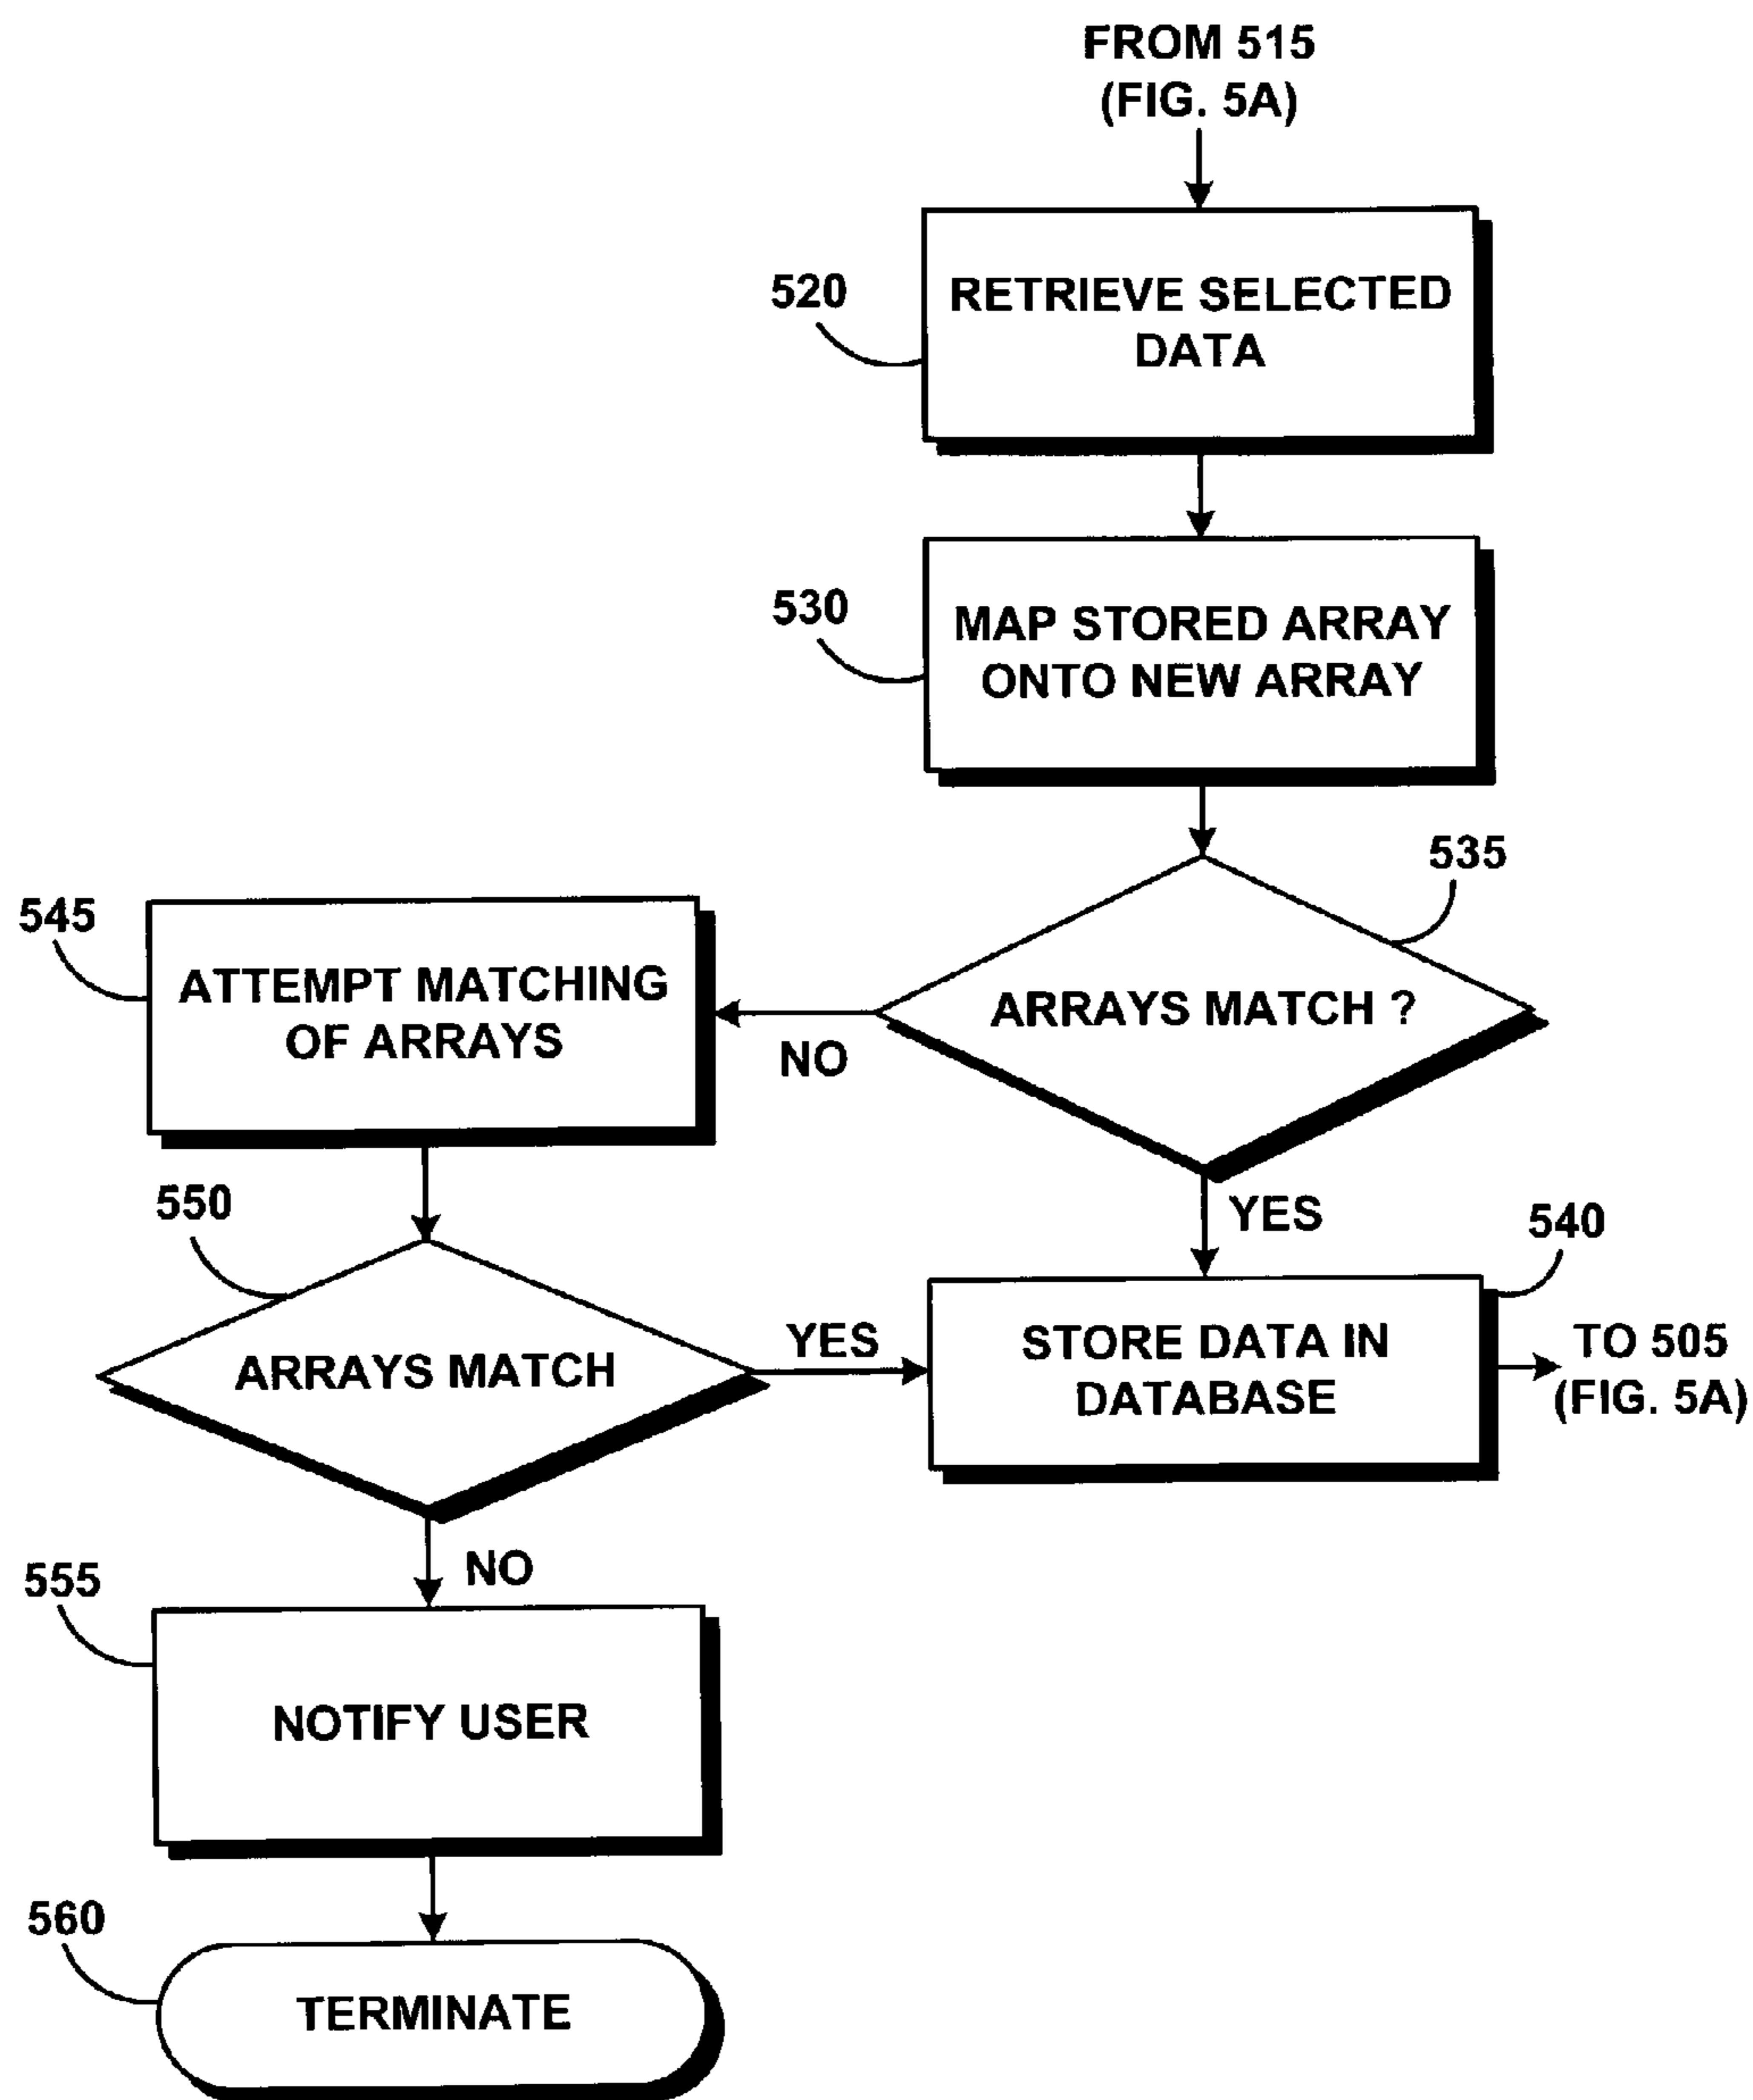 FROM 515
(FIG. 5A)
520
RETRIEVE SELECTED
DATA
530
MAP STORED ARRAY
ONTO NEW ARRAY
535
ARRAYS MATCH ?
545
ATTEMPT MATCHING
OF ARRAYS
NO
YES
550
ARRAYS MATCH
YES
540
STORE DATA IN
DATABASE
TO 505
(FIG. 5A)
NO
555
NOTIFY USER
560
TERMINATE